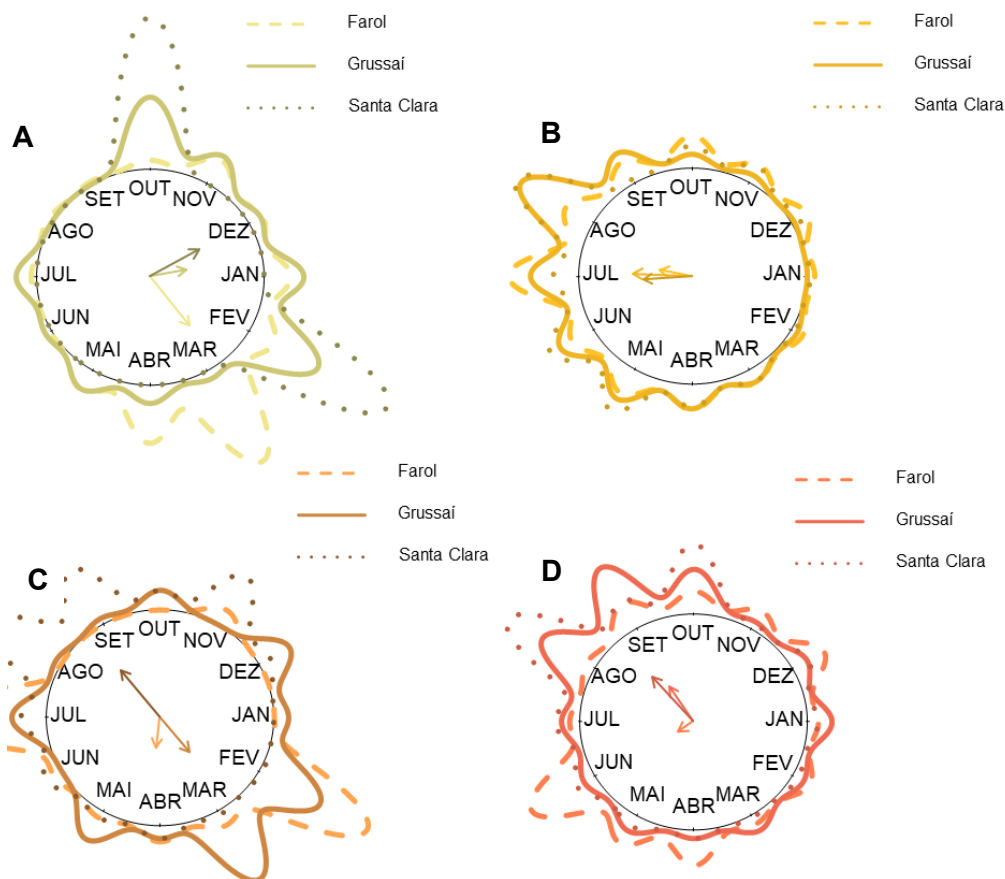 A
Farol
Grussaí
Santa Clara
OUT
NOV
DEZ
JAN
FEV
MAR
ABR
MAI
JUN
JUL
AGO
SET
B
Farol
Grussaí
Santa Clara
OUT
NOV
DEZ
JAN
FEV
MAR
ABR
MAI
JUN
JUL
AGO
SET
C
Farol
Grussaí
Santa Clara
OUT
NOV
DEZ
JAN
FEV
MAR
ABR
MAI
JUN
JUL
AGO
SET
D
Farol
Grussaí
Santa Clara
OUT
NOV
DEZ
JAN
FEV
MAR
ABR
MAI
JUN
JUL
AGO
SET